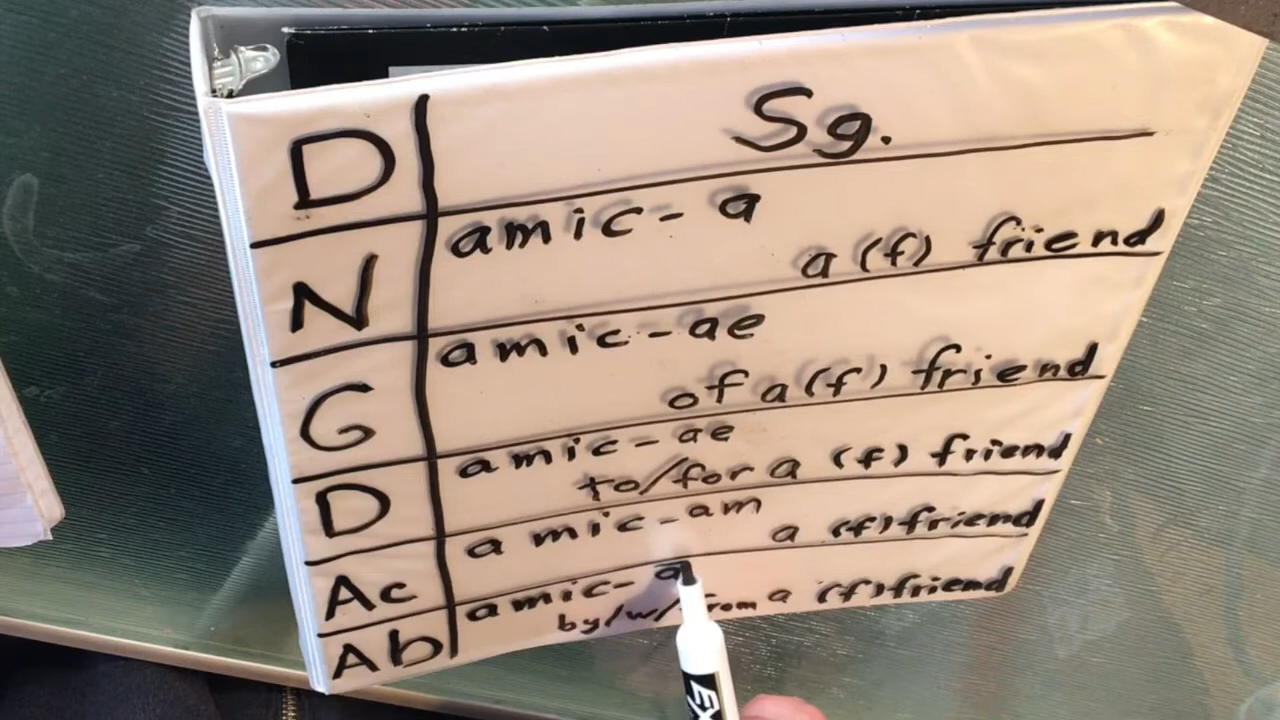 D Sg.
N amic- a
a (f) friend
G amic-ae
of a (f) friend
D amic-ae
to/for a (f) friend
Ac amic-am
a (f) friend
Ab amic-
by/w/ a (f) friend
EX